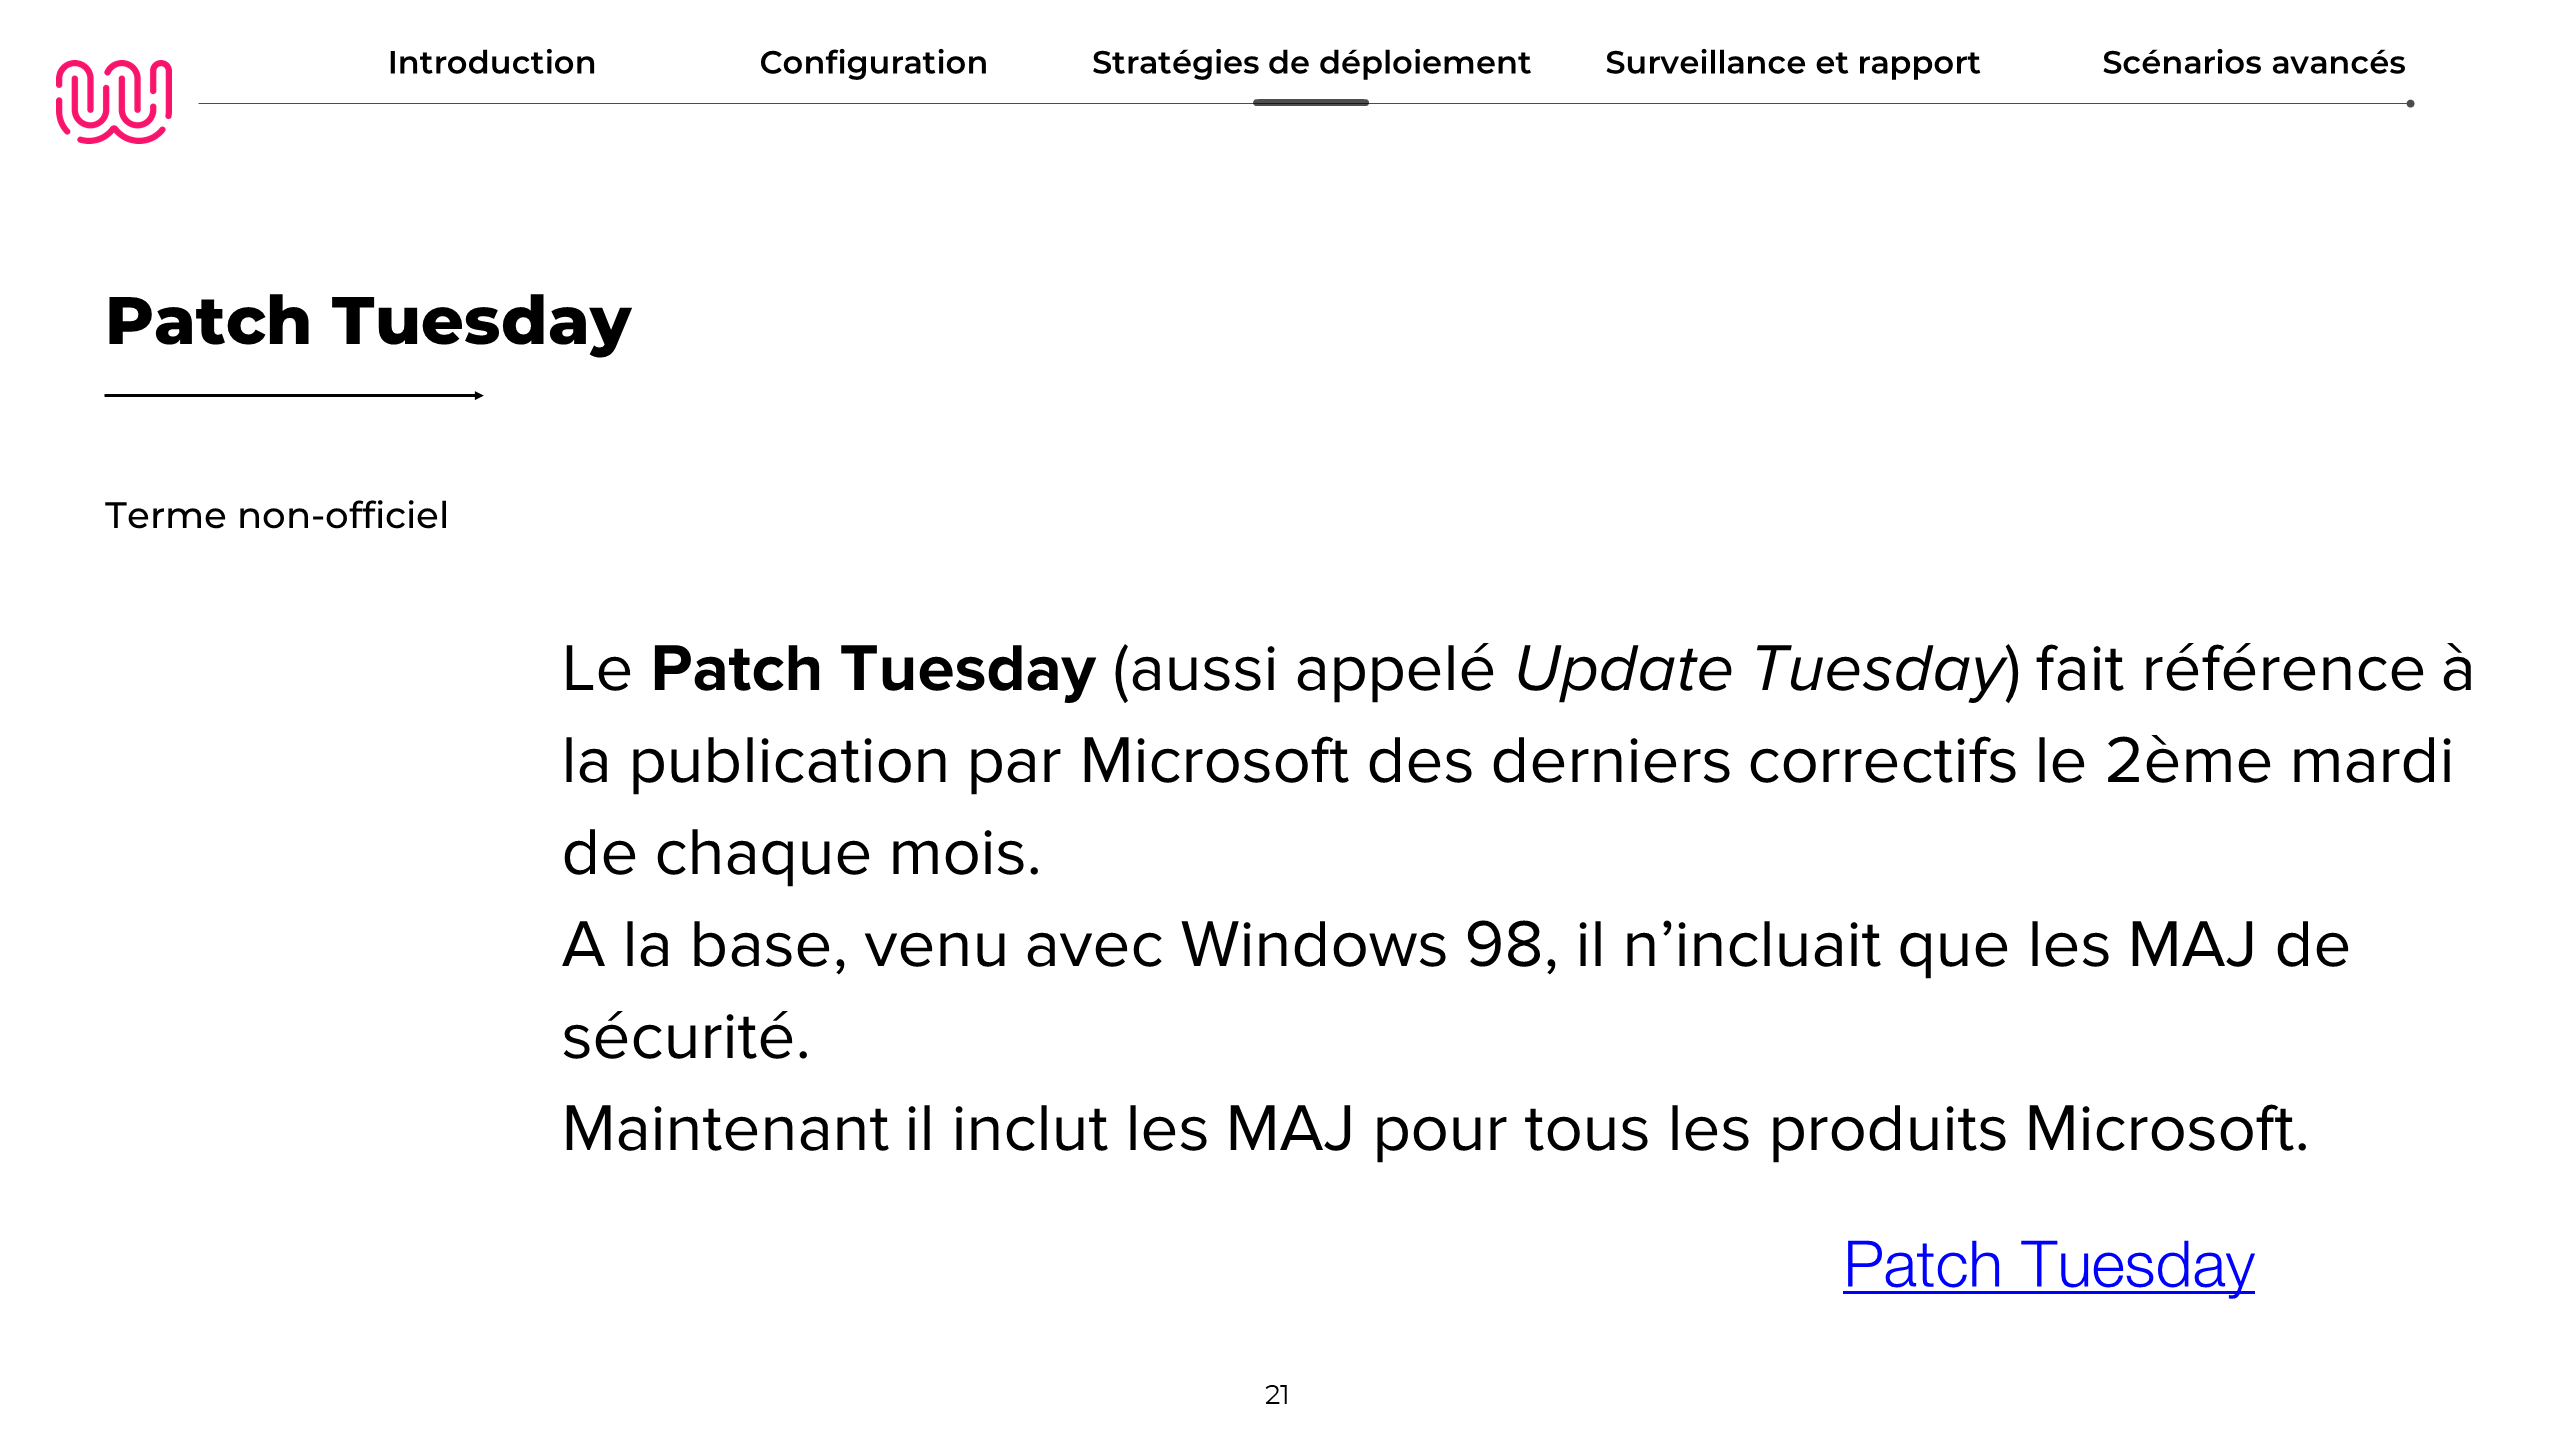 Introduction Configuration Stratégies de déploiement Surveillance et rapport Scénarios avancés
Patch Tuesday
Terme non-officiel
Le Patch Tuesday (aussi appelé Update Tuesday) fait référence à
la publication par Microsoft des derniers correctifs le 2ème mardi
de chaque mois.
A la base, venu avec Windows 98, il n’incluait que les MAJ de
sécurité.
Maintenant il inclut les MAJ pour tous les produits Microsoft.
Patch Tuesday
21